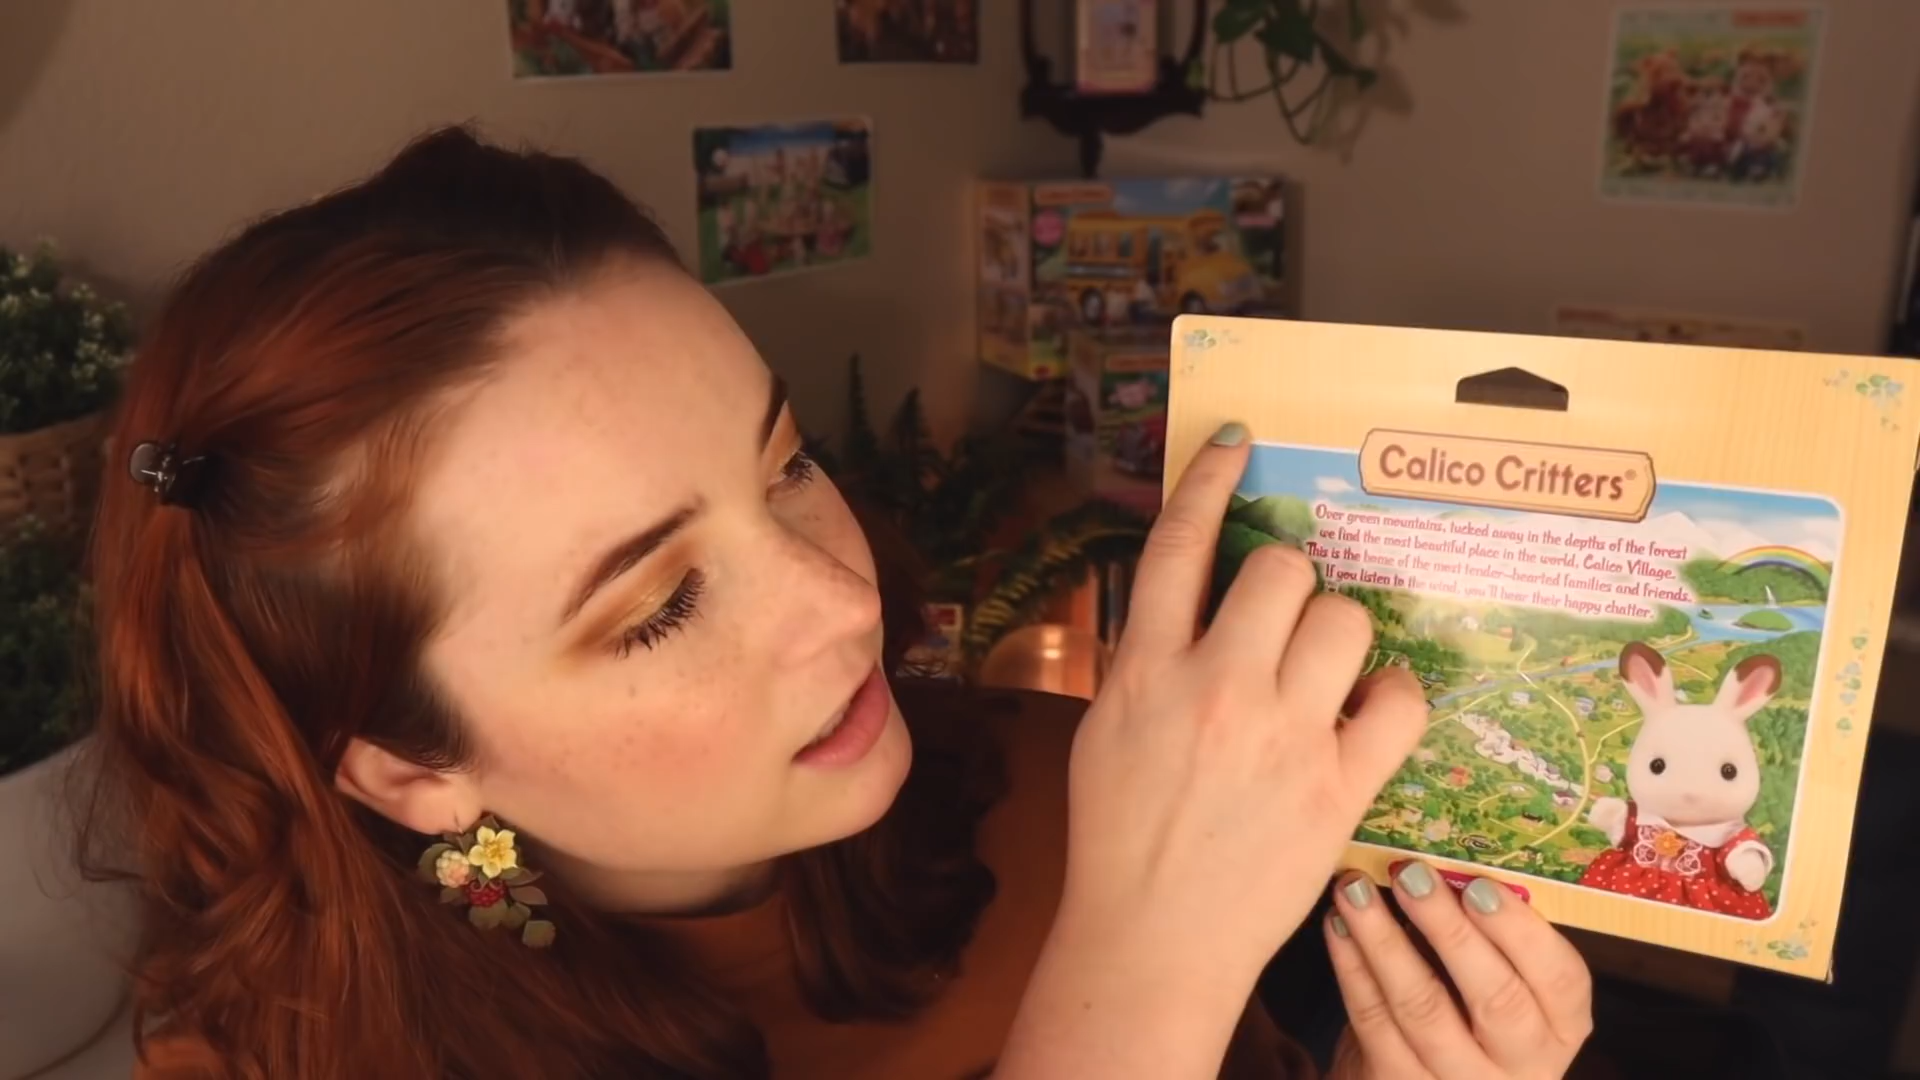 Calico Critters®
Over green mountains, tucked away in the depths of the forest
we find the most beautiful place in the world, Calico Village.
This is the home of the most tender-hearted families and friends.
If you listen to the wind, you'll hear their happy chatter.